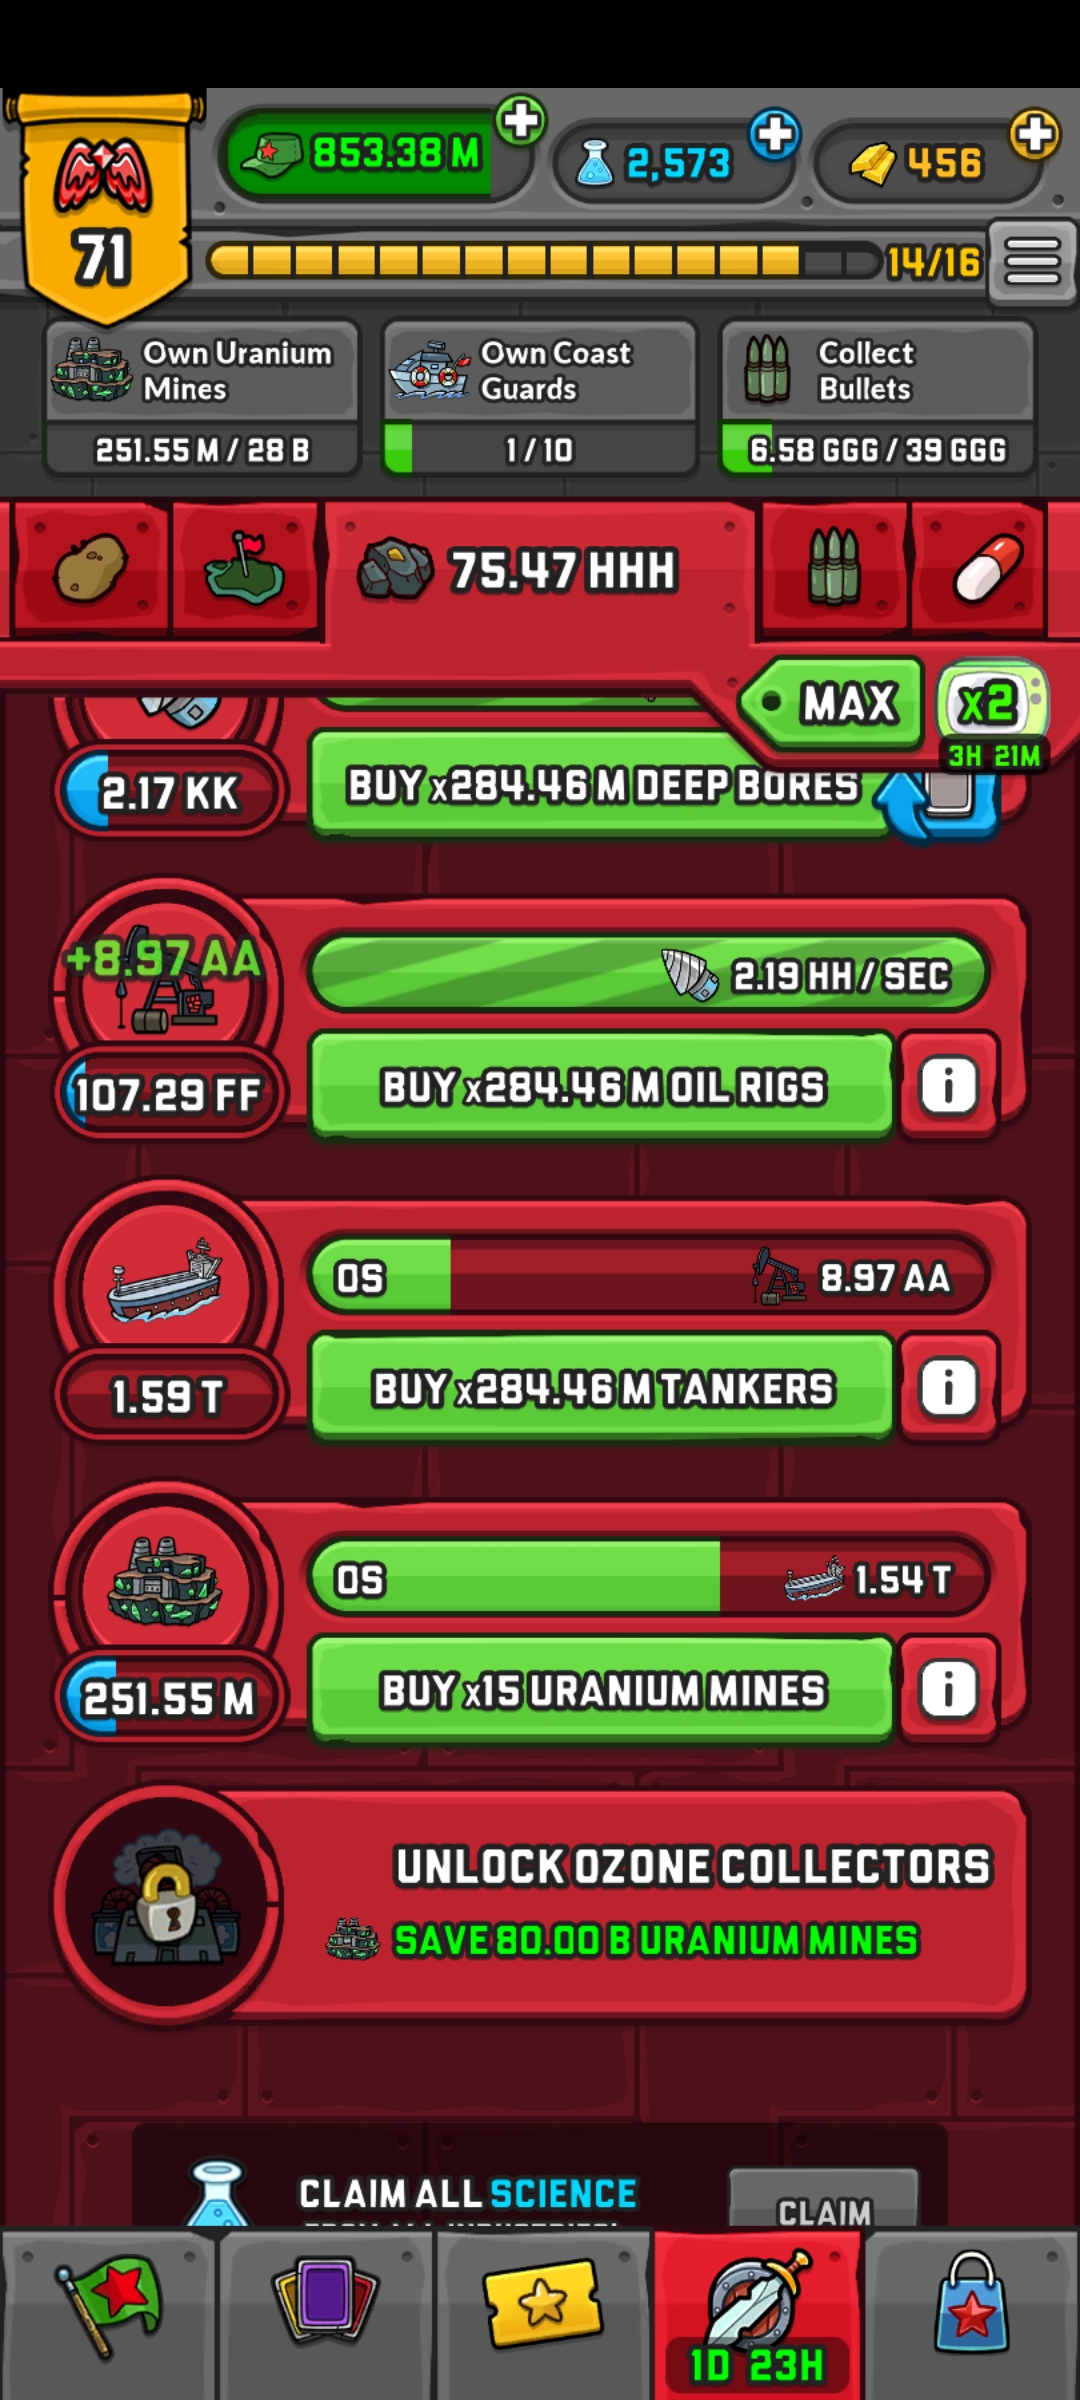 853.38 M
2,573
456
71
14/16
Own Uranium
Mines
251.55 M / 28 B
Own Coast
Guards
1 / 10
Collect
Bullets
6.58 GGG / 39 GGG
75.47 HHH
MAX
x2
3H 21M
2.17 KK
BUY x284.46 M DEEP BORES
+8.97 AA
2.19 HH / SEC
107.29 FF
BUY x284.46 M OIL RIGS
i
0S
8.97 AA
1.59 T
BUY x284.46 M TANKERS
i
0S
1.54 T
251.55 M
BUY x15 URANIUM MINES
i
UNLOCK OZONE COLLECTORS
SAVE 80.00 B URANIUM MINES
CLAIM ALL SCIENCE
CLAIM
1D 23H